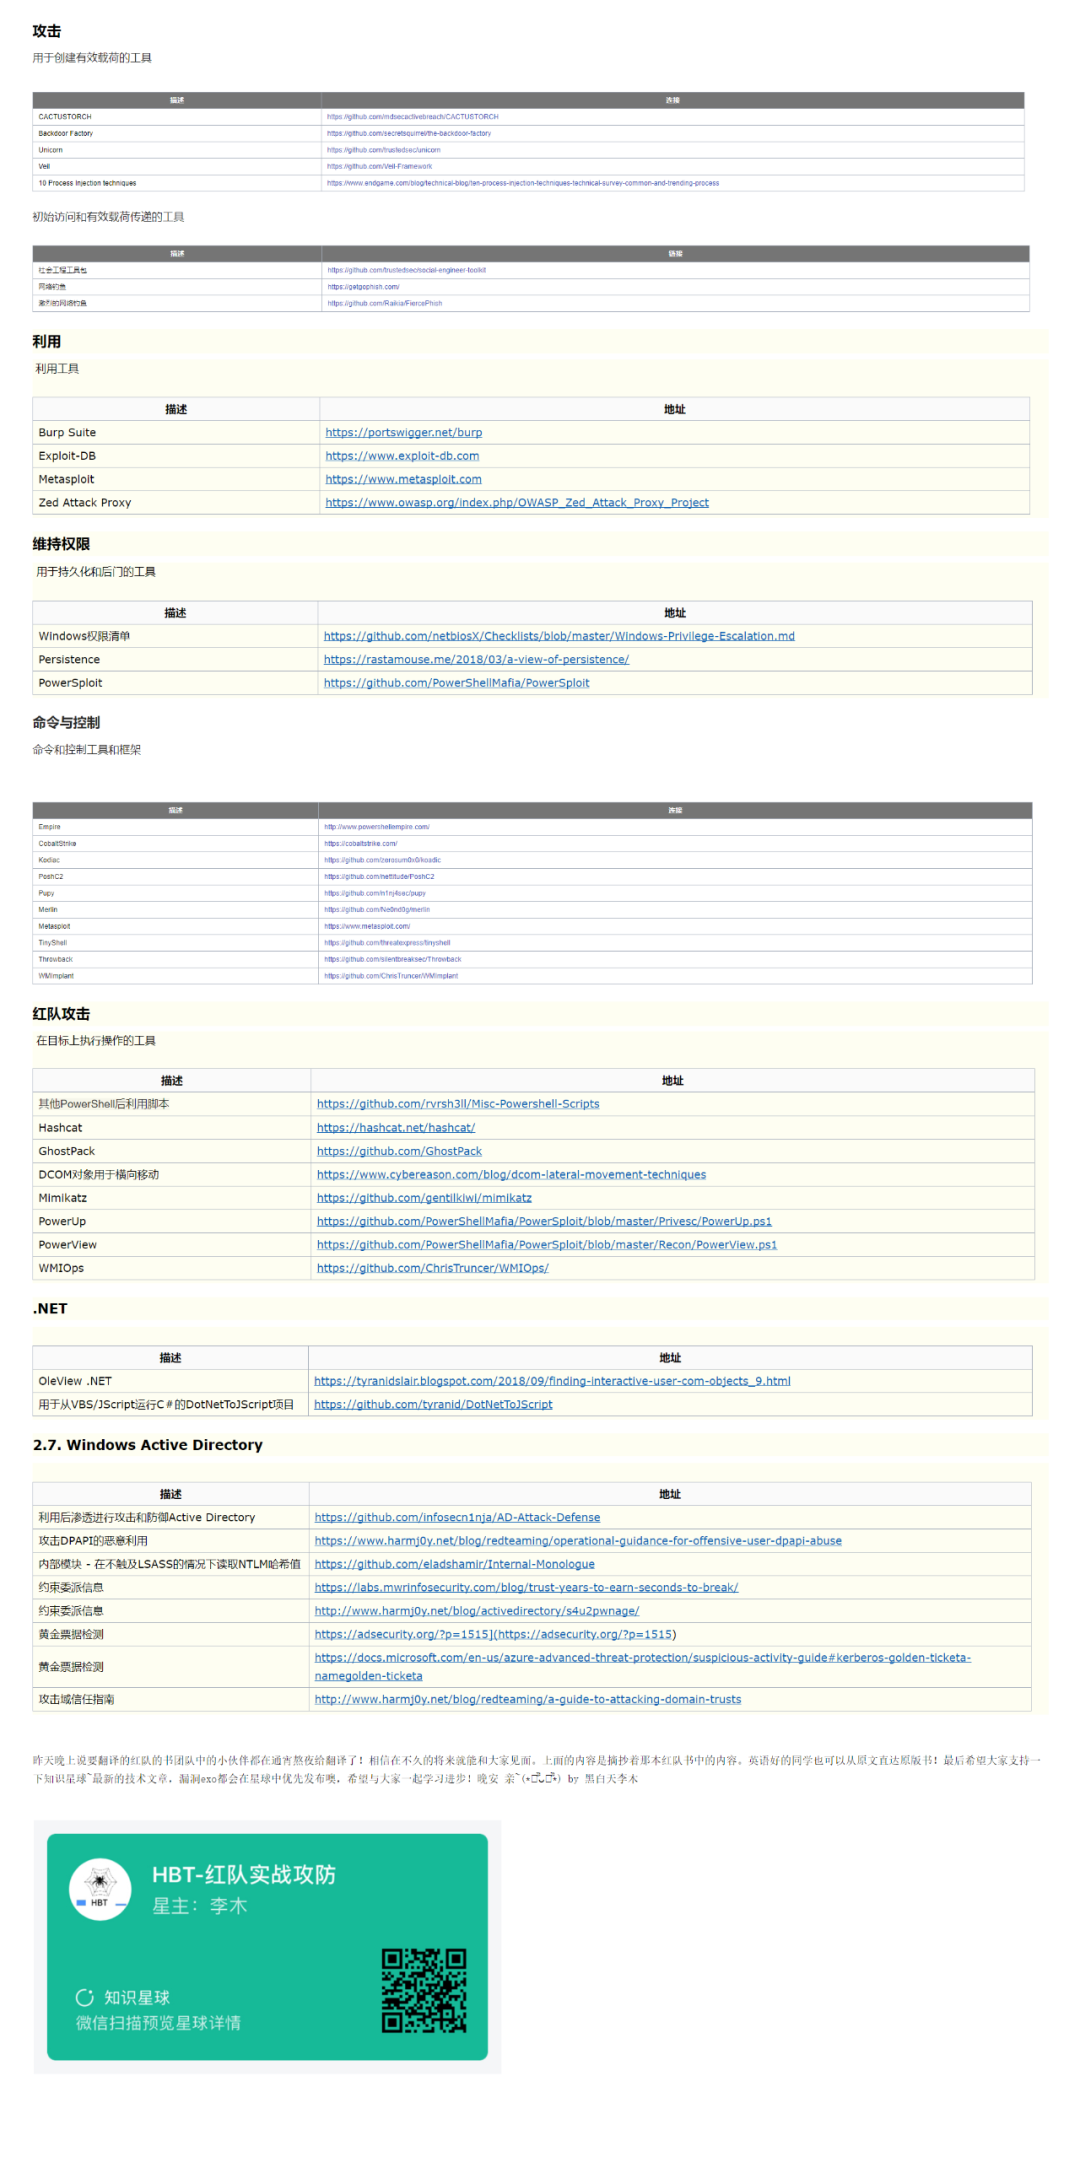 攻击
用于创建有效载荷的工具
描述 连接
CACTUSTORCH https://github.com/mdsecactivebreach/CACTUSTORCH
Backdoor Factory https://github.com/secretsquirrel/the-backdoor-factory
Unicorn https://github.com/trustedsec/unicorn
Veil https://github.com/Veil-Framework
10 Process Injection techniques https://www.endgame.com/blog/technical-blog/ten-process-injection-techniques-technical-survey-common-and-trending-process
初始访问和有效载荷传递的工具
描述 链接
社会工程工具包 https://github.com/trustedsec/social-engineer-toolkit
网络钓鱼 https://getgophish.com/
激烈的网络钓鱼 https://github.com/Raikia/FiercePhish
利用
利用工具
描述 地址
Burp Suite https://portswigger.net/burp
Exploit-DB https://www.exploit-db.com
Metasploit https://www.metasploit.com
Zed Attack Proxy https://www.owasp.org/index.php/OWASP_Zed_Attack_Proxy_Project
维持权限
用于持久化和后门的工具
描述 地址
Windows权限清单 https://github.com/netbiosX/Checklists/blob/master/Windows-Privilege-Escalation.md
Persistence https://rastamouse.me/2018/03/a-view-of-persistence/
PowerSploit https://github.com/PowerShellMafia/PowerSploit
命令与控制
命令和控制工具和框架
描述 连接
Empire http://www.powershellempire.com/
CobaltStrike https://cobaltstrike.com/
Kodiac https://github.com/zerosum0x0/koadic
PoshC2 https://github.com/nettitude/PoshC2
Pupy https://github.com/n1nj4sec/pupy
Merlin https://github.com/Ne0nd0g/merlin
Metasploit https://www.metasploit.com/
TinyShell https://github.com/threatexpress/tinyshell
Throwback https://github.com/silentbreaksec/Throwback
WMImplant https://github.com/ChrisTruncer/WMImplant
红队攻击
在目标上执行操作的工具
描述 地址
其他PowerShell后利用脚本 https://github.com/rvrsh3ll/Misc-Powershell-Scripts
Hashcat https://hashcat.net/hashcat/
GhostPack https://github.com/GhostPack
DCOM对象用于横向移动 https://www.cybereason.com/blog/dcom-lateral-movement-techniques
Mimikatz https://github.com/gentilkiwi/mimikatz
PowerUp https://github.com/PowerShellMafia/PowerSploit/blob/master/Privesc/PowerUp.ps1
PowerView https://github.com/PowerShellMafia/PowerSploit/blob/master/Recon/PowerView.ps1
WMIOps https://github.com/ChrisTruncer/WMIOps/
.NET
描述 地址
OleView .NET https://tyranidslair.blogspot.com/2018/09/finding-interactive-user-com-objects_9.html
用于从VBS/JScript运行C＃的DotNetToJScript项目 https://github.com/tyranid/DotNetToJScript
2.7. Windows Active Directory
描述 地址
利用后渗透进行攻击和防御Active Directory https://github.com/infosecn1nja/AD-Attack-Defense
攻击DPAPI的恶意利用 https://www.harmj0y.net/blog/redteaming/operational-guidance-for-offensive-user-dpapi-abuse
内部模块 - 在不触及LSASS的情况下读取NTLM哈希值 https://github.com/eladshamir/Internal-Monologue
约束委派信息 https://labs.mwrinfosecurity.com/blog/trust-years-to-earn-seconds-to-break/
约束委派信息 http://www.harmj0y.net/blog/activedirectory/s4u2pwnage/
黄金票据检测 https://adsecurity.org/?p=1515](https://adsecurity.org/?p=1515)
黄金票据检测 https://docs.microsoft.com/en-us/azure-advanced-threat-protection/suspicious-activity-guide#kerberos-golden-ticketa-
namegolden-ticketa
攻击域信任指南 http://www.harmj0y.net/blog/redteaming/a-guide-to-attacking-domain-trusts
昨天晚上说要翻译的红队的书团队中的小伙伴都在通宵熬夜给翻译了！相信在不久的将来就能和大家见面。上面的内容是摘抄着那本红队书中的内容。英语好的同学也可以从原文直达原版书！最后希望大家支持一
下知识星球~最新的技术文章，漏洞exo都会在星球中优先发布噢，希望与大家一起学习进步！晚安 亲~ by 黑白天李木
HBT
HBT-红队实战攻防
星主：李木
知识星球
微信扫描预览星球详情